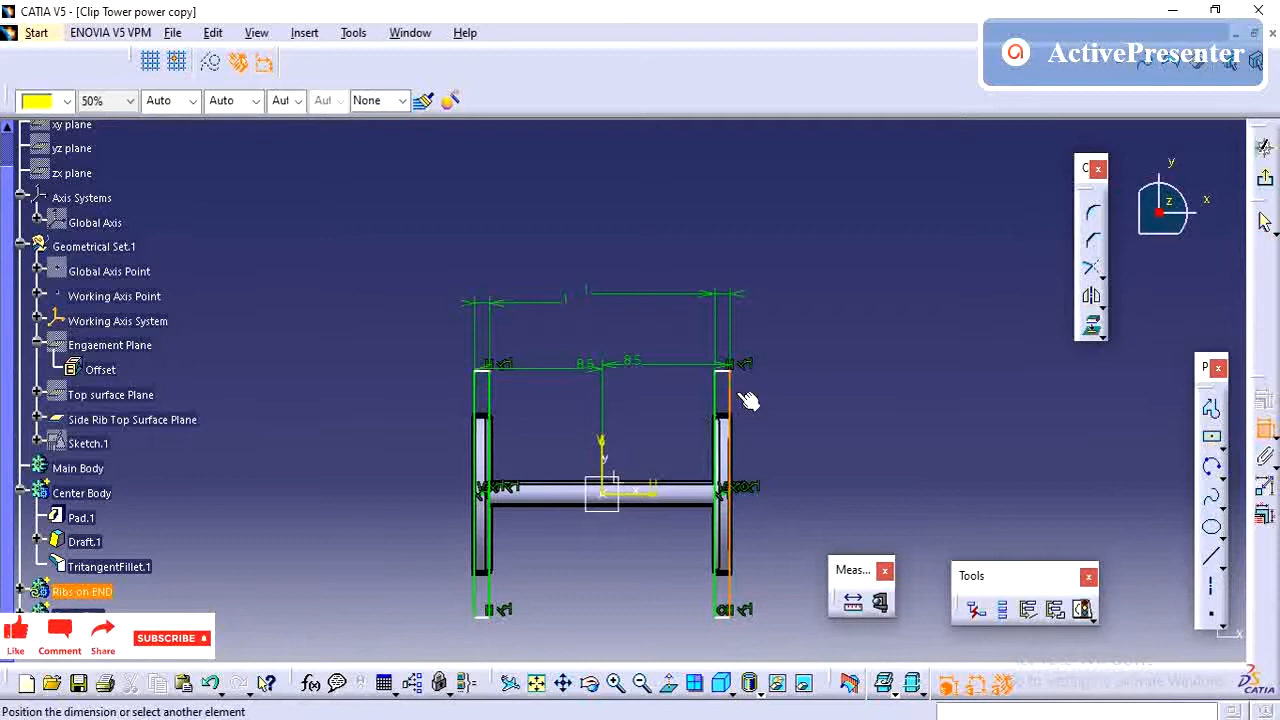 CATIA V5 - [Clip Tower power copy]
Start ENOVIA V5 VPM File Edit View Insert Tools Window Help
ActivePresenter
50% Auto Auto Aut Aut None
xy plane
yz plane
zx plane
Axis Systems
Global Axis
Geometrical Set.1
Global Axis Point
Working Axis Point
Working Axis System
Engaement Plane
Offset
Top surface Plane
Side Rib Top Surface Plane
Sketch.1
Main Body
Center Body
Pad.1
Draft.1
TritangentFillet.1
Ribs on END
Like Comment Share SUBSCRIBE
1 1
8.5 8.5
y
x
z
C
P
Meas...
Tools
CATIA
Position the dimension or select another element